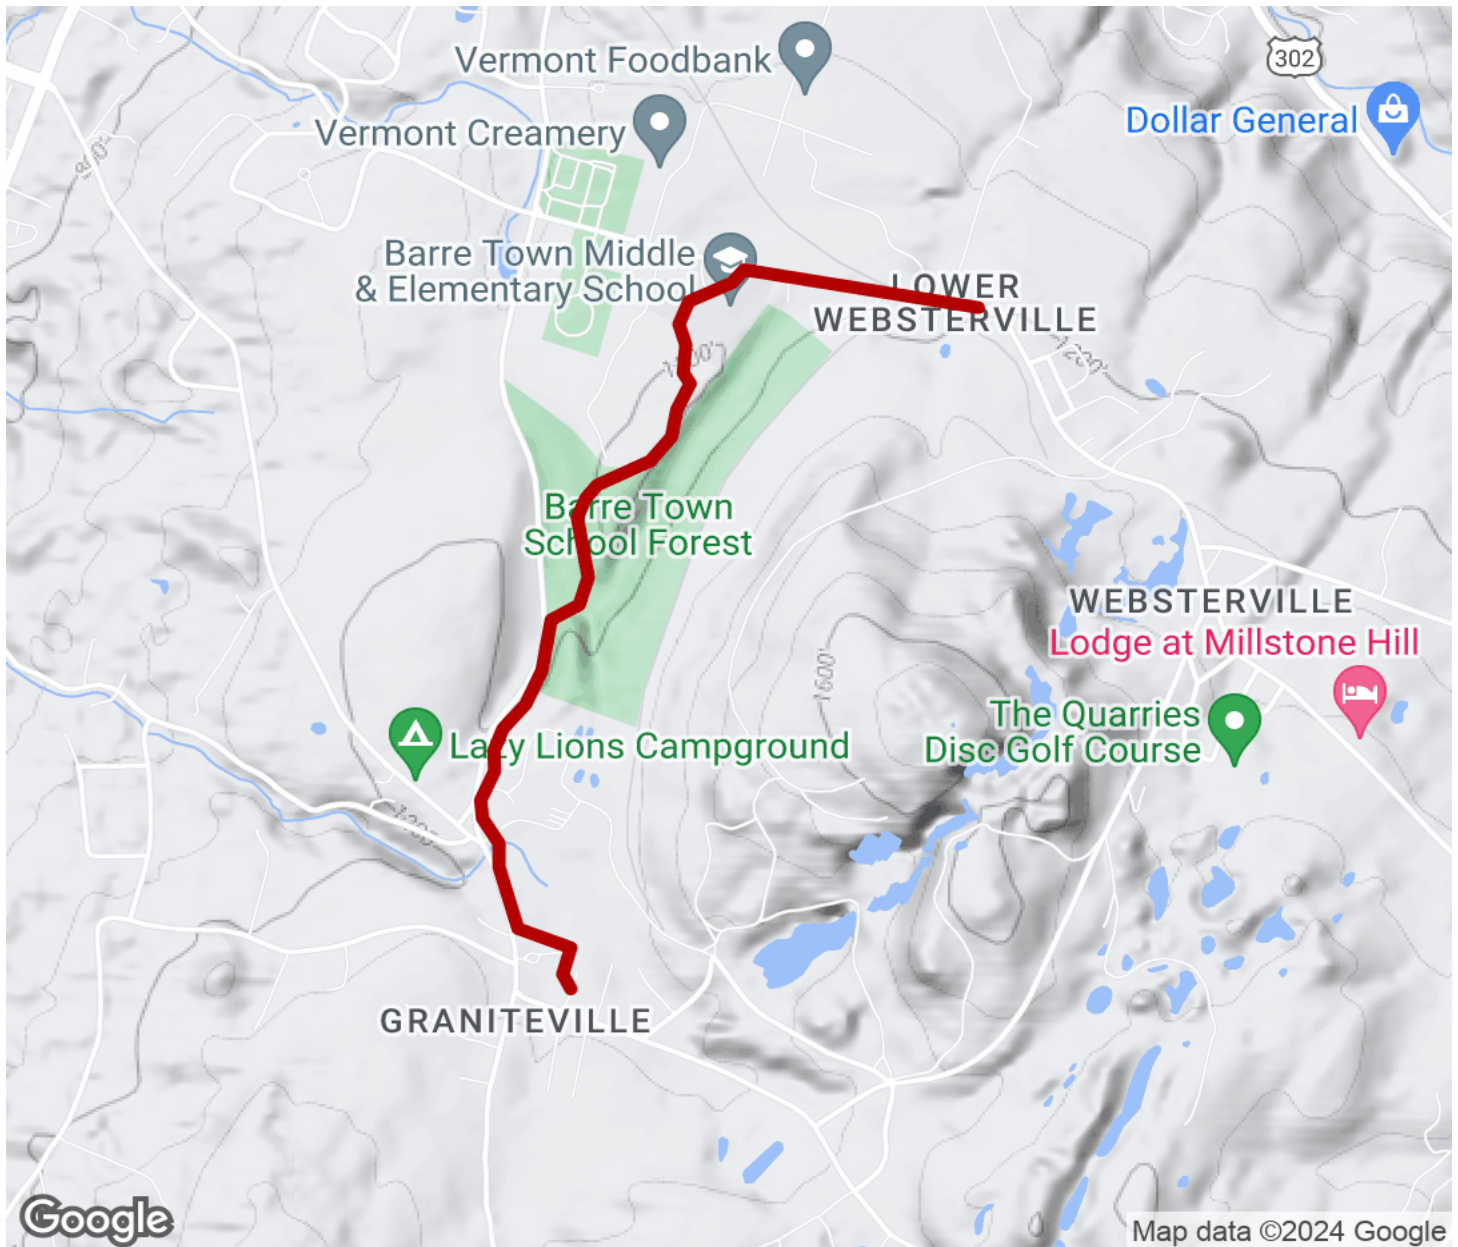 Vermont Foodbank
302
Vermont Creamery
Dollar General
800'
Barre Town Middle
& Elementary School
LOWER
WEBSTERVILLE
1200'
Barre Town
School Forest
WEBSTERVILLE
Lodge at Millstone Hill
1600'
The Quarries
Disc Golf Course
Lazy Lions Campground
1200'
GRANITEVILLE
Google
Map data ©2024 Google